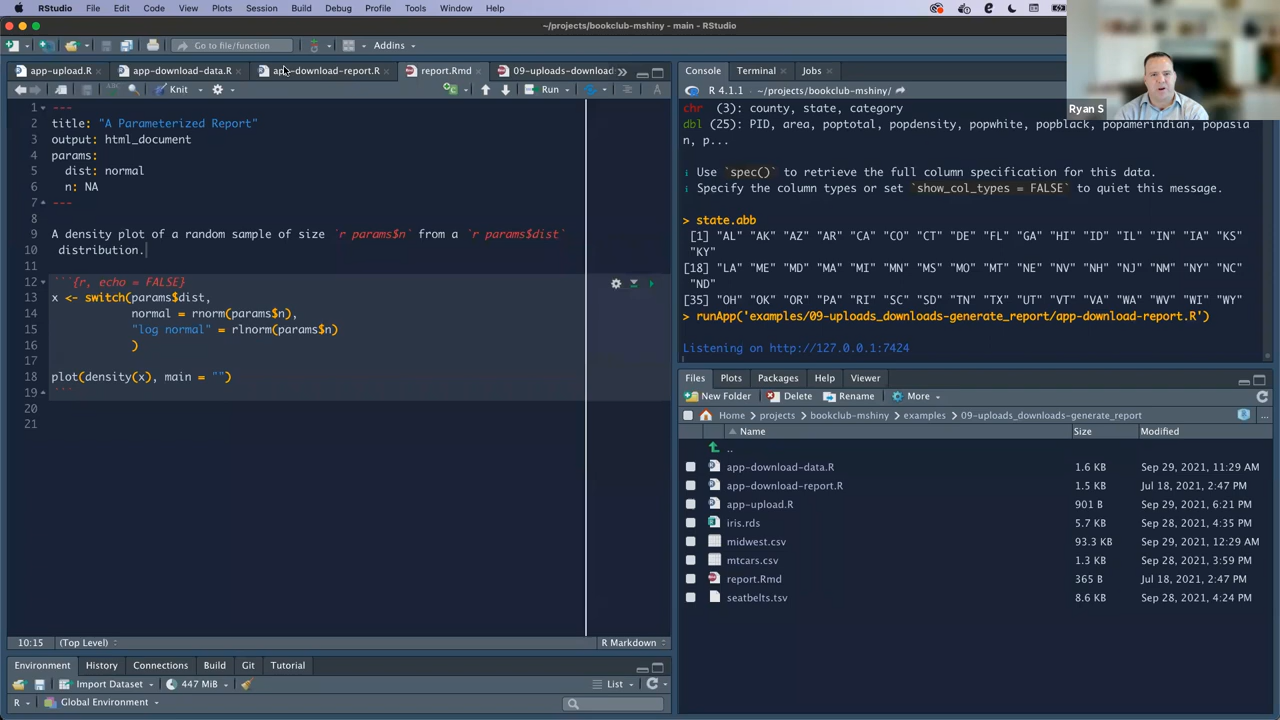 RStudio File Edit Code View Plots Session Build Debug Profile Tools Window Help
~/projects/bookclub-mshiny - main - RStudio
Go to file/function Addins
app-upload.R app-download-data.R app-download-report.R report.Rmd 09-uploads-download
Knit Run
1 ---
2 title: "A Parameterized Report"
3 output: html_document
4 params:
5 dist: normal
6 n: NA
7 ---
8
9 A density plot of a random sample of size `r params$n` from a `r params$dist`
10 distribution.
11
12 ```{r, echo = FALSE}
13 x <- switch(params$dist,
14 normal = rnorm(params$n),
15 "log normal" = rlnorm(params$n)
16 )
17
18 plot(density(x), main = "")
19 ```
20
21
10:15 (Top Level) R Markdown
Environment History Connections Build Git Tutorial
Import Dataset 447 MiB List
R Global Environment
Console Terminal Jobs
R 4.1.1 · ~/projects/bookclub-mshiny/
Ryan S
chr (3): county, state, category
dbl (25): PID, area, poptotal, popdensity, popwhite, popblack, popamerindian, popasia
n, p...
i Use `spec()` to retrieve the full column specification for this data.
i Specify the column types or set `show_col_types = FALSE` to quiet this message.
> state.abb
[1] "AL" "AK" "AZ" "AR" "CA" "CO" "CT" "DE" "FL" "GA" "HI" "ID" "IL" "IN" "IA" "KS"
"KY"
[18] "LA" "ME" "MD" "MA" "MI" "MN" "MS" "MO" "MT" "NE" "NV" "NH" "NJ" "NM" "NY" "NC"
"ND"
[35] "OH" "OK" "OR" "PA" "RI" "SC" "SD" "TN" "TX" "UT" "VT" "VA" "WA" "WV" "WI" "WY"
> runApp('examples/09-uploads_downloads-generate_report/app-download-report.R')
Listening on http://127.0.0.1:7424
Files Plots Packages Help Viewer
New Folder Delete Rename More
Home projects bookclub-mshiny examples 09-uploads_downloads-generate_report ...
Name Size Modified
..
app-download-data.R 1.6 KB Sep 29, 2021, 11:29 AM
app-download-report.R 1.5 KB Jul 18, 2021, 2:47 PM
app-upload.R 901 B Sep 29, 2021, 6:21 PM
iris.rds 5.7 KB Sep 28, 2021, 4:35 PM
midwest.csv 93.3 KB Sep 29, 2021, 12:29 AM
mtcars.csv 1.3 KB Sep 28, 2021, 3:59 PM
report.Rmd 365 B Jul 18, 2021, 2:47 PM
seatbelts.tsv 8.6 KB Sep 28, 2021, 4:24 PM